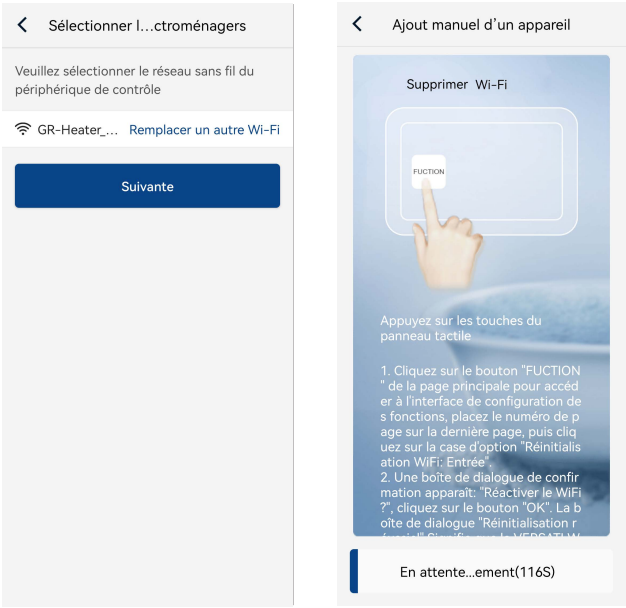 Sélectionner l...ctroménagers
Veuillez sélectionner le réseau sans fil du
périphérique de contrôle
GR-Heater_... Remplacer un autre Wi-Fi
Suivante
Ajout manuel d'un appareil
Supprimer Wi-Fi
FUCTION
Appuyez sur les touches du
panneau tactile
1. Cliquez sur le bouton "FUCTION
" de la page principale pour accéd
er à l'interface de configuration de
s fonctions, placez le numéro de p
age sur la dernière page, puis cliq
uez sur la case d'option "Réinitialis
ation WiFi: Entrée".
2. Une boîte de dialogue de confir
mation apparaît: "Réactiver le WiFi
?", cliquez sur le bouton "OK". La b
oîte de dialogue "Réinitialisation r
En attente...ement(116S)